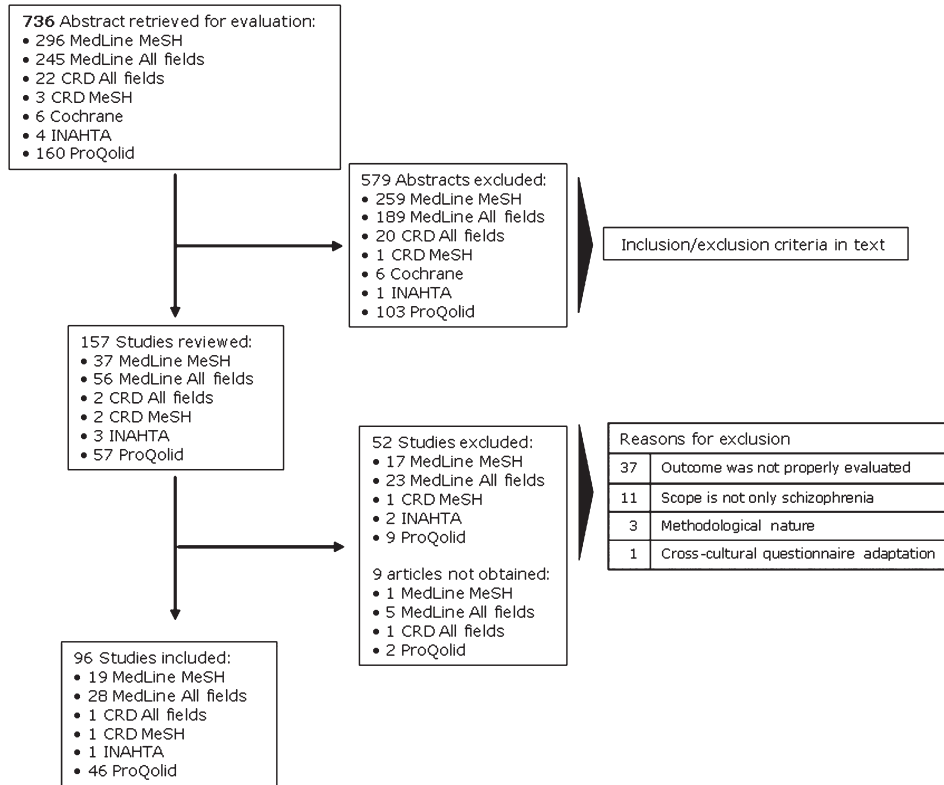 736 Abstract retrieved for evaluation:
• 296 MedLine MeSH
• 245 MedLine All fields
• 22 CRD All fields
• 3 CRD MeSH
• 6 Cochrane
• 4 INAHTA
• 160 ProQolid
579 Abstracts excluded:
• 259 MedLine MeSH
• 189 MedLine All fields
• 20 CRD All fields
• 1 CRD MeSH
• 6 Cochrane
• 1 INAHTA
• 103 ProQolid
Inclusion/exclusion criteria in text
157 Studies reviewed:
• 37 MedLine MeSH
• 56 MedLine All fields
• 2 CRD All fields
• 2 CRD MeSH
• 3 INAHTA
• 57 ProQolid
52 Studies excluded:
• 17 MedLine MeSH
• 23 MedLine All fields
• 1 CRD MeSH
• 2 INAHTA
• 9 ProQolid
9 articles not obtained:
• 1 MedLine MeSH
• 5 MedLine All fields
• 1 CRD All fields
• 2 ProQolid
Reasons for exclusion
37 Outcome was not properly evaluated
11 Scope is not only schizophrenia
3 Methodological nature
1 Cross-cultural questionnaire adaptation
96 Studies included:
• 19 MedLine MeSH
• 28 MedLine All fields
• 1 CRD All fields
• 1 CRD MeSH
• 1 INAHTA
• 46 ProQolid